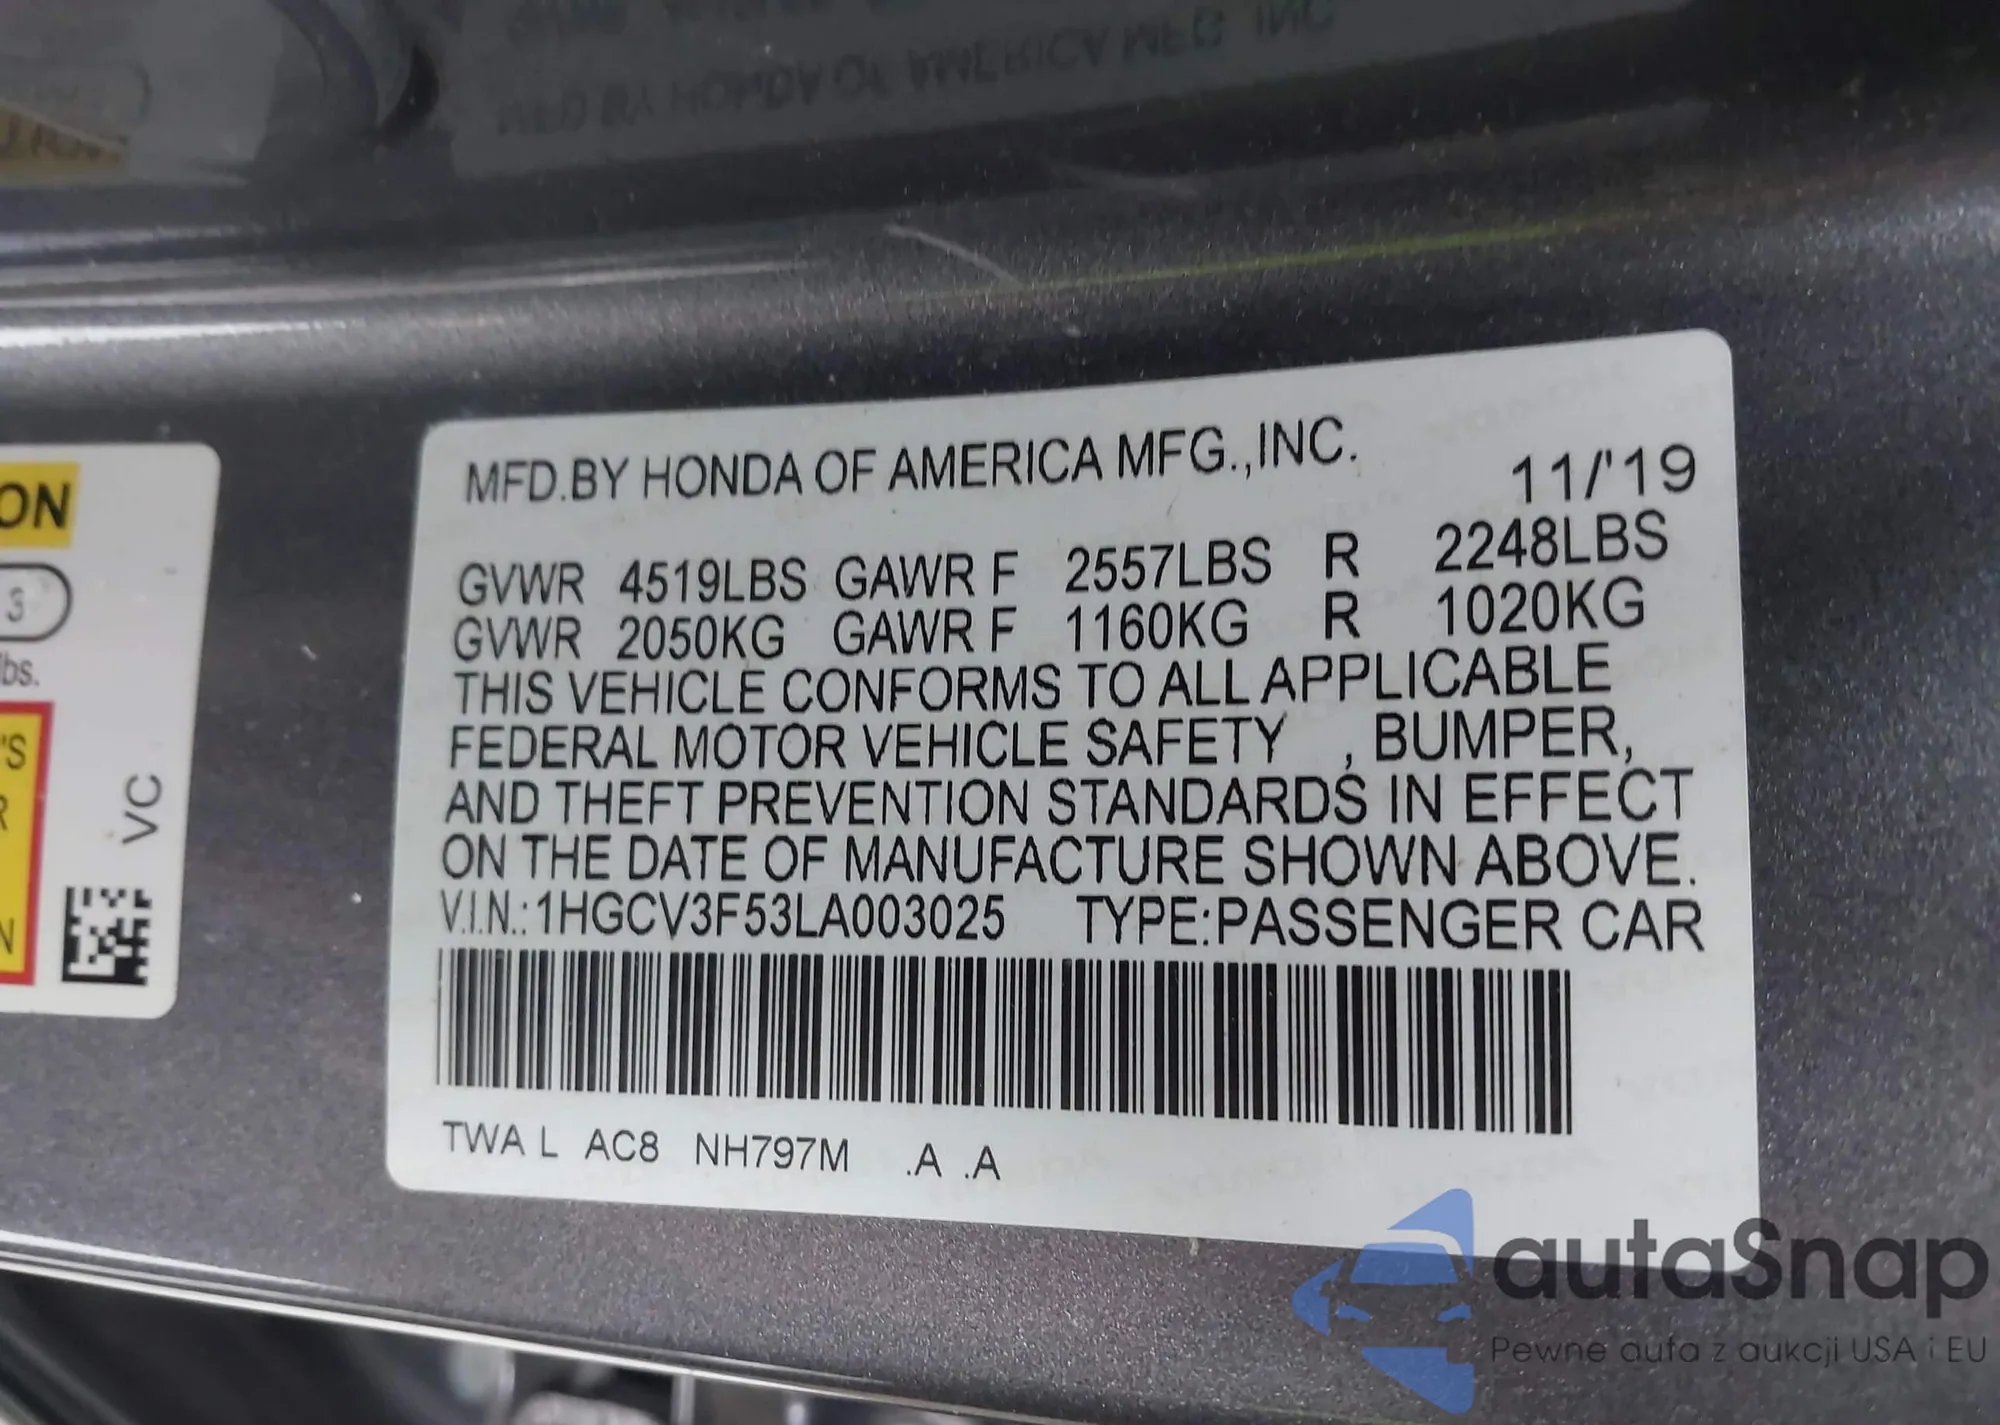 MFD.BY HONDA OF AMERICA MFG.,INC.
11/'19
GVWR 4519LBS GAWR F 2557LBS R 2248LBS
GVWR 2050KG GAWR F 1160KG R 1020KG
THIS VEHICLE CONFORMS TO ALL APPLICABLE
FEDERAL MOTOR VEHICLE SAFETY , BUMPER,
AND THEFT PREVENTION STANDARDS IN EFFECT
ON THE DATE OF MANUFACTURE SHOWN ABOVE.
V.I.N.:1HGCV3F53LA003025 TYPE:PASSENGER CAR
TWA L AC8 NH797M .A .A
ON
3
lbs.
'S
R
N
VC
autaSnap
Pewne auta z aukcji USA i EU